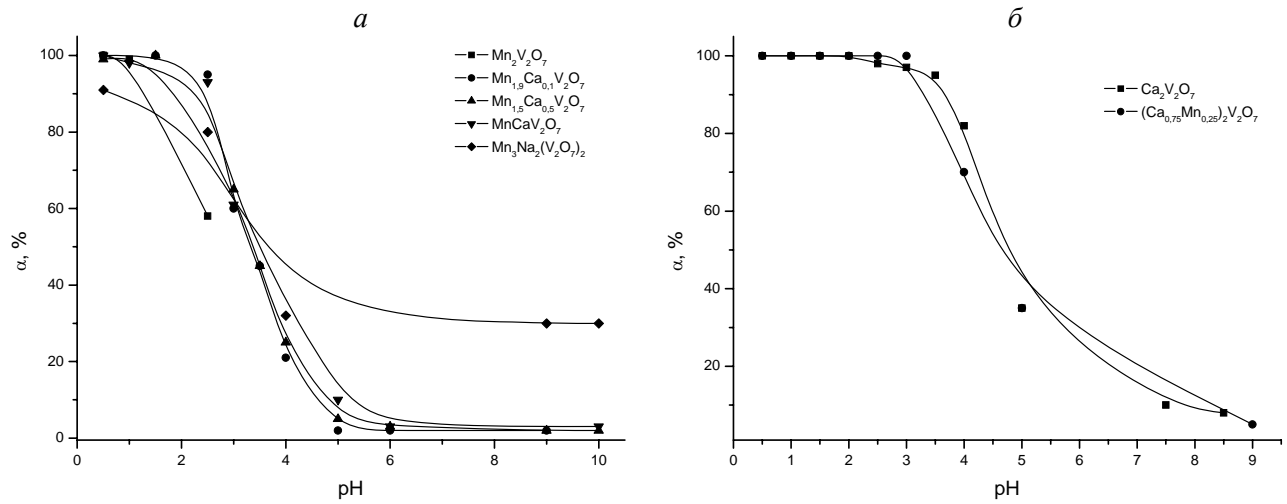 а
α, %
100
80
60
40
20
0
0 2 4 6 8 10
pH
Mn₂V₂O₇
Mn₁,₉Ca₀,₁V₂O₇
Mn₁,₅Ca₀,₅V₂O₇
MnCaV₂O₇
Mn₃Na₂(V₂O₇)₂
б
α, %
100
80
60
40
20
0 1 2 3 4 5 6 7 8 9
pH
Ca₂V₂O₇
(Ca₀,₇₅Mn₀,₂₅)₂V₂O₇